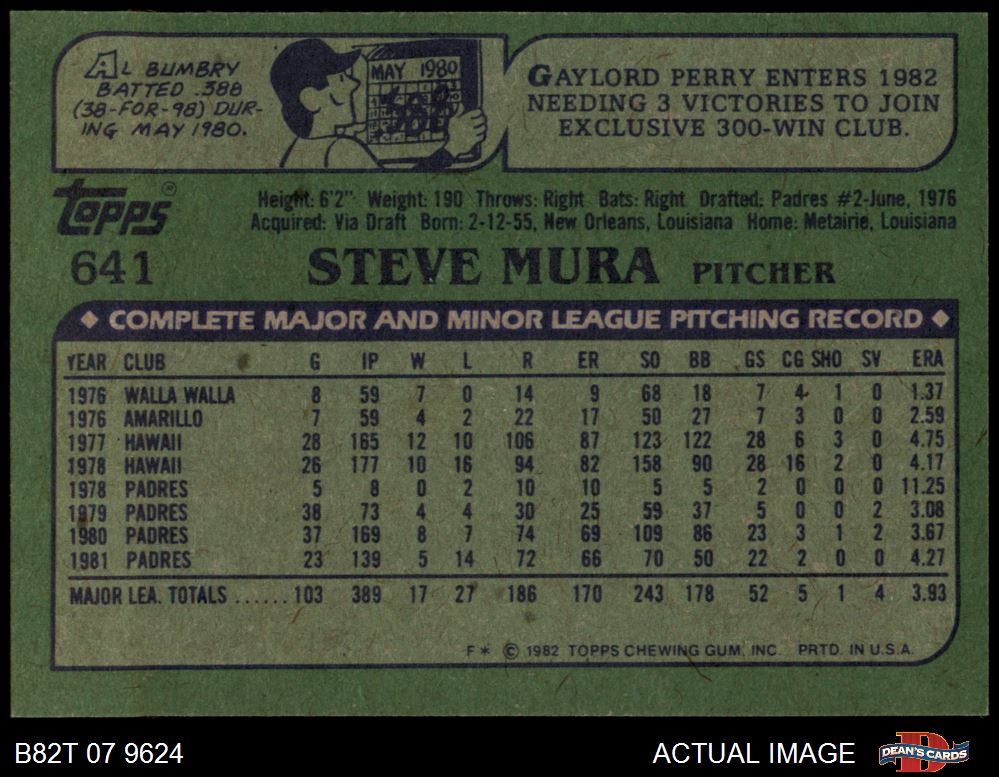 AL BUMBRY
BATTED .388
(38-FOR-98) DUR-
ING MAY 1980.
MAY 1980
.388
GAYLORD PERRY ENTERS 1982
NEEDING 3 VICTORIES TO JOIN
EXCLUSIVE 300-WIN CLUB.
Topps®
Height: 6'2" Weight: 190 Throws: Right Bats: Right Drafted: Padres #2-June, 1976
Acquired: Via Draft Born: 2-12-55, New Orleans, Louisiana Home: Metairie, Louisiana
641 STEVE MURA PITCHER
◆ COMPLETE MAJOR AND MINOR LEAGUE PITCHING RECORD ◆
YEAR CLUB G IP W L R ER SO BB GS CG SHO SV ERA
1976 WALLA WALLA 8 59 7 0 14 9 68 18 7 4 1 0 1.37
1976 AMARILLO 7 59 4 2 22 17 50 27 7 3 0 0 2.59
1977 HAWAII 28 165 12 10 106 87 123 122 28 6 3 0 4.75
1978 HAWAII 26 177 10 16 94 82 158 90 28 16 2 0 4.17
1978 PADRES 5 8 0 2 10 10 5 5 2 0 0 0 11.25
1979 PADRES 38 73 4 4 30 25 59 37 5 0 0 2 3.08
1980 PADRES 37 169 8 7 74 69 109 86 23 3 1 2 3.67
1981 PADRES 23 139 5 14 72 66 70 50 22 2 0 0 4.27
MAJOR LEA. TOTALS ......103 389 17 27 186 170 243 178 52 5 1 4 3.93
F* © 1982 TOPPS CHEWING GUM, INC. PRTD. IN U.S.A.
B82T 07 9624 ACTUAL IMAGE DEAN'S CARDS